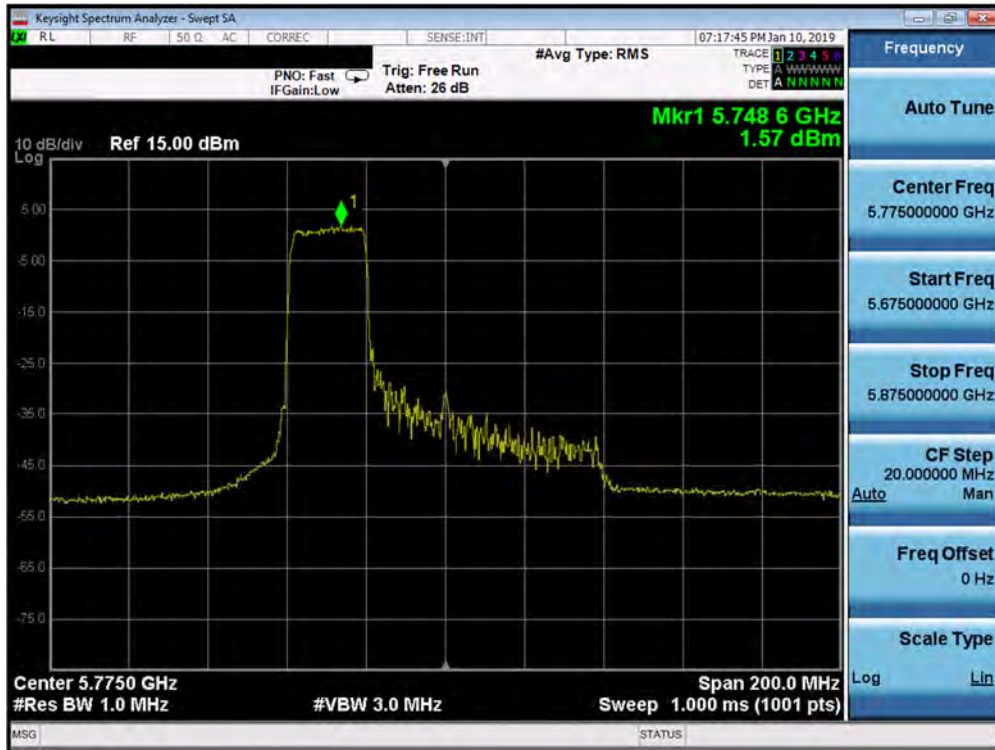 Keysight Spectrum Analyzer - Swept SA
LXI RL RF 50 Ω AC CORREC SENSE:INT 07:17:45 PM Jan 10, 2019
#Avg Type: RMS
TRACE 1 2 3 4 5 6
TYPE A WWWWW
DET A N N N N N
PNO: Fast
IFGain:Low
Trig: Free Run
Atten: 26 dB
Mkr1 5.748 6 GHz
1.57 dBm
10 dB/div Ref 15.00 dBm
Log
1
5.00
-5.00
-15.0
-25.0
-35.0
-45.0
-55.0
-65.0
-75.0
Center 5.7750 GHz Span 200.0 MHz
#Res BW 1.0 MHz #VBW 3.0 MHz Sweep 1.000 ms (1001 pts)
MSG STATUS
Frequency
Auto Tune
Center Freq
5.775000000 GHz
Start Freq
5.675000000 GHz
Stop Freq
5.875000000 GHz
CF Step
20.000000 MHz
Auto Man
Freq Offset
0 Hz
Scale Type
Log Lin